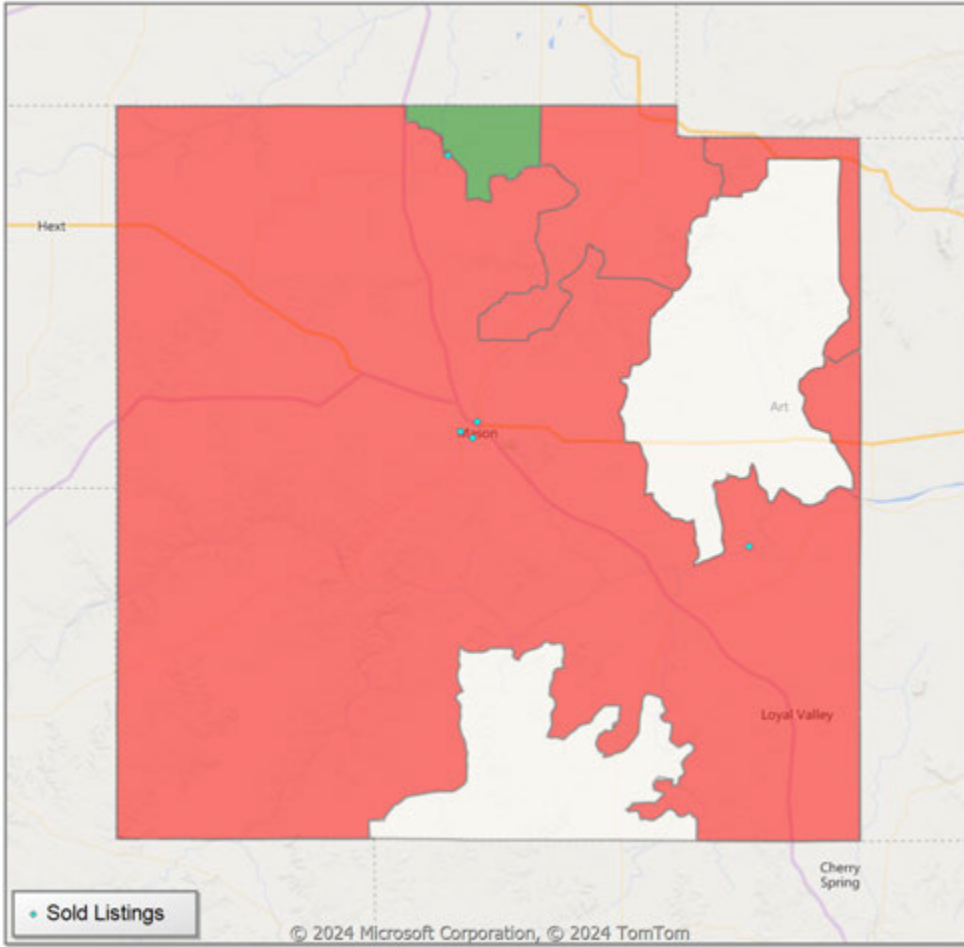 Hext
Art
Mason
Loyal Valley
Cherry
Spring
Sold Listings
© 2024 Microsoft Corporation, © 2024 TomTom